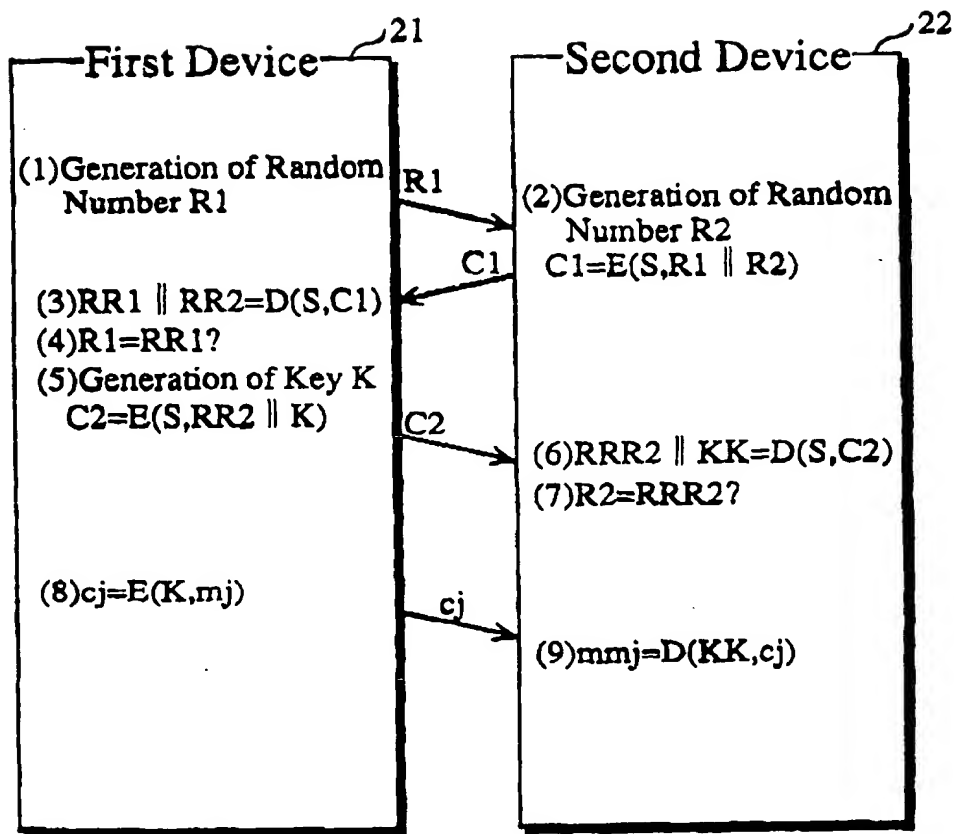 21
First Device
(1)Generation of Random
Number R1
R1
C1
(3)RR1 ∥ RR2=D(S,C1)
(4)R1=RR1?
(5)Generation of Key K
C2=E(S,RR2 ∥ K)
C2
(8)cj=E(K,mj)
cj
22
Second Device
(2)Generation of Random
Number R2
C1=E(S,R1 ∥ R2)
(6)RRR2 ∥ KK=D(S,C2)
(7)R2=RRR2?
(9)mmj=D(KK,cj)